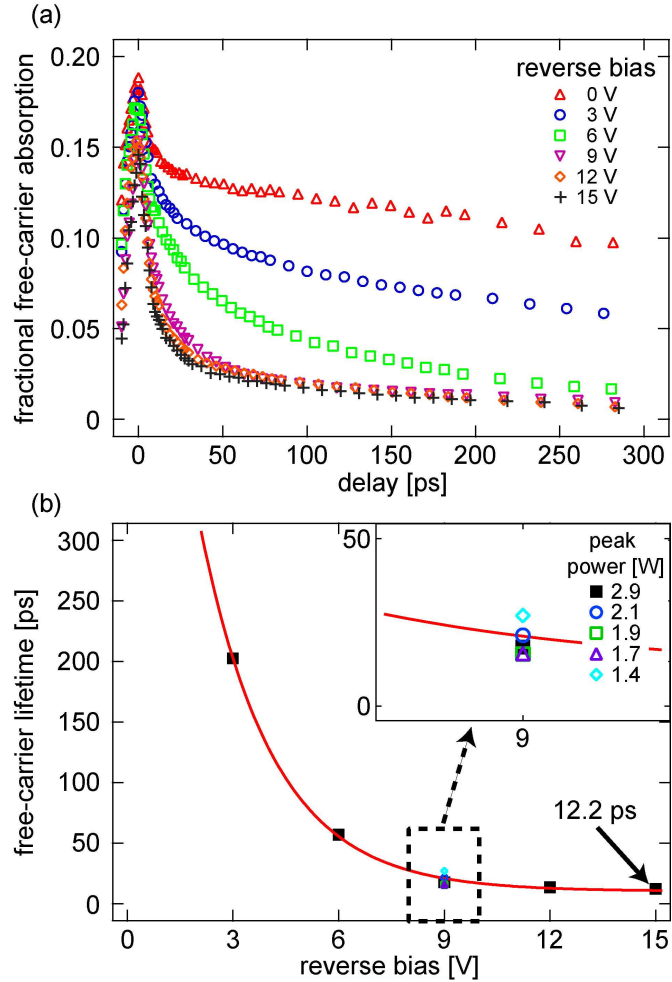 (a)
fractional free-carrier absorption
0.20
0.15
0.10
0.05
0
reverse bias
0 V
3 V
6 V
9 V
12 V
15 V
0
50
100
150
200
250
300
delay [ps]
(b)
free-carrier lifetime [ps]
300
250
200
150
100
50
0
50
0
peak
power [W]
2.9
2.1
1.9
1.7
1.4
9
12.2 ps
0
3
6
9
12
15
reverse bias [V]